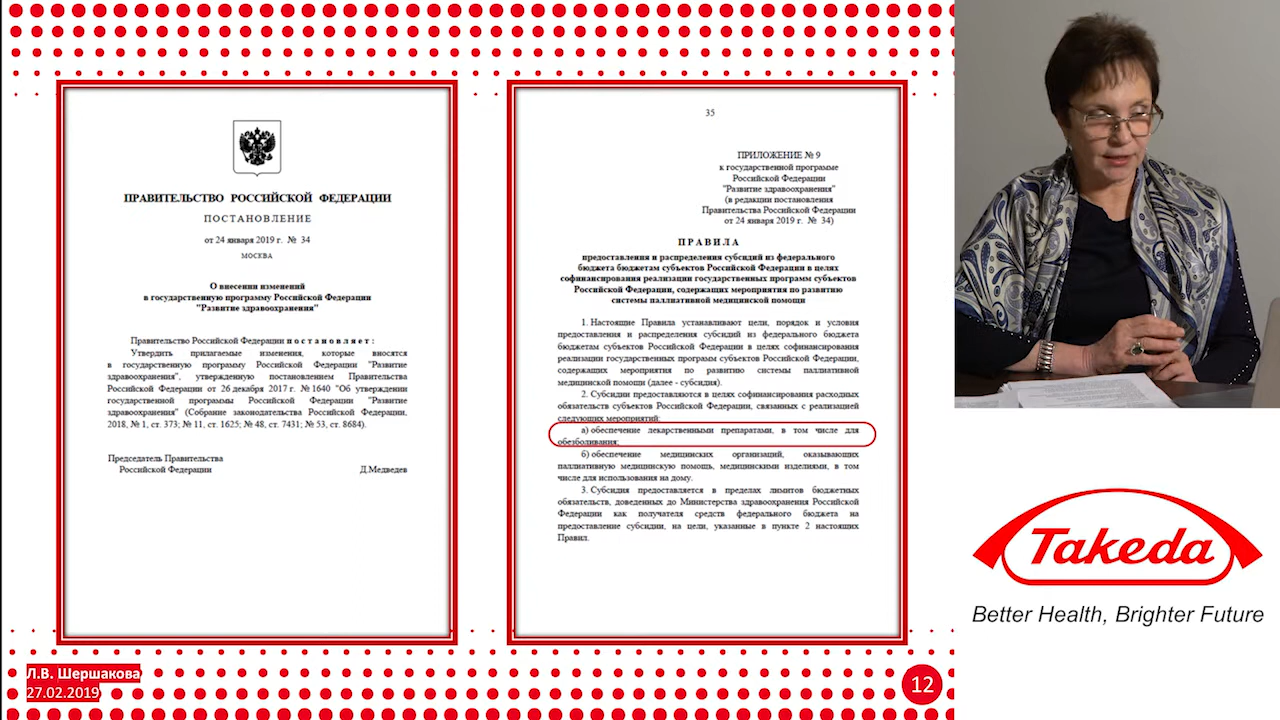 ПРАВИТЕЛЬСТВО РОССИЙСКОЙ ФЕДЕРАЦИИ
ПОСТАНОВЛЕНИЕ
от 24 января 2019 г. № 34
МОСКВА
О внесении изменений
в государственную программу Российской Федерации
"Развитие здравоохранения"
Правительство Российской Федерации постановляет:
Утвердить прилагаемые изменения, которые вносятся
в государственную программу Российской Федерации "Развитие
здравоохранения", утвержденную постановлением Правительства
Российской Федерации от 26 декабря 2017 г. № 1640 "Об утверждении
государственной программы Российской Федерации "Развитие
здравоохранения" (Собрание законодательства Российской Федерации,
2018, № 1, ст. 373; № 11, ст. 1625; № 48, ст. 7431; № 53, ст. 8684).
Председатель Правительства
Российской Федерации Д.Медведев
35
ПРИЛОЖЕНИЕ № 9
к государственной программе
Российской Федерации
"Развитие здравоохранения"
(в редакции постановления
Правительства Российской Федерации
от 24 января 2019 г. № 34)
ПРАВИЛА
предоставления и распределения субсидий из федерального
бюджета бюджетам субъектов Российской Федерации в целях
софинансирования реализации государственных программ субъектов
Российской Федерации, содержащих мероприятия по развитию
системы паллиативной медицинской помощи
1. Настоящие Правила устанавливают цели, порядок и условия
предоставления и распределения субсидий из федерального бюджета
бюджетам субъектов Российской Федерации в целях софинансирования
реализации государственных программ субъектов Российской Федерации,
содержащих мероприятия по развитию системы паллиативной
медицинской помощи (далее - субсидия).
2. Субсидии предоставляются в целях софинансирования расходных
обязательств субъектов Российской Федерации, связанных с реализацией
следующих мероприятий:
а) обеспечение лекарственными препаратами, в том числе для
обезболивания;
б) обеспечение медицинских организаций, оказывающих
паллиативную медицинскую помощь, медицинскими изделиями, в том
числе для использования на дому.
3. Субсидия предоставляется в пределах лимитов бюджетных
обязательств, доведенных до Министерства здравоохранения Российской
Федерации как получателя средств федерального бюджета на
предоставление субсидии, на цели, указанные в пункте 2 настоящих
Правил.
Л.В. Шершакова
27.02.2019
12
Takeda
Better Health, Brighter Future